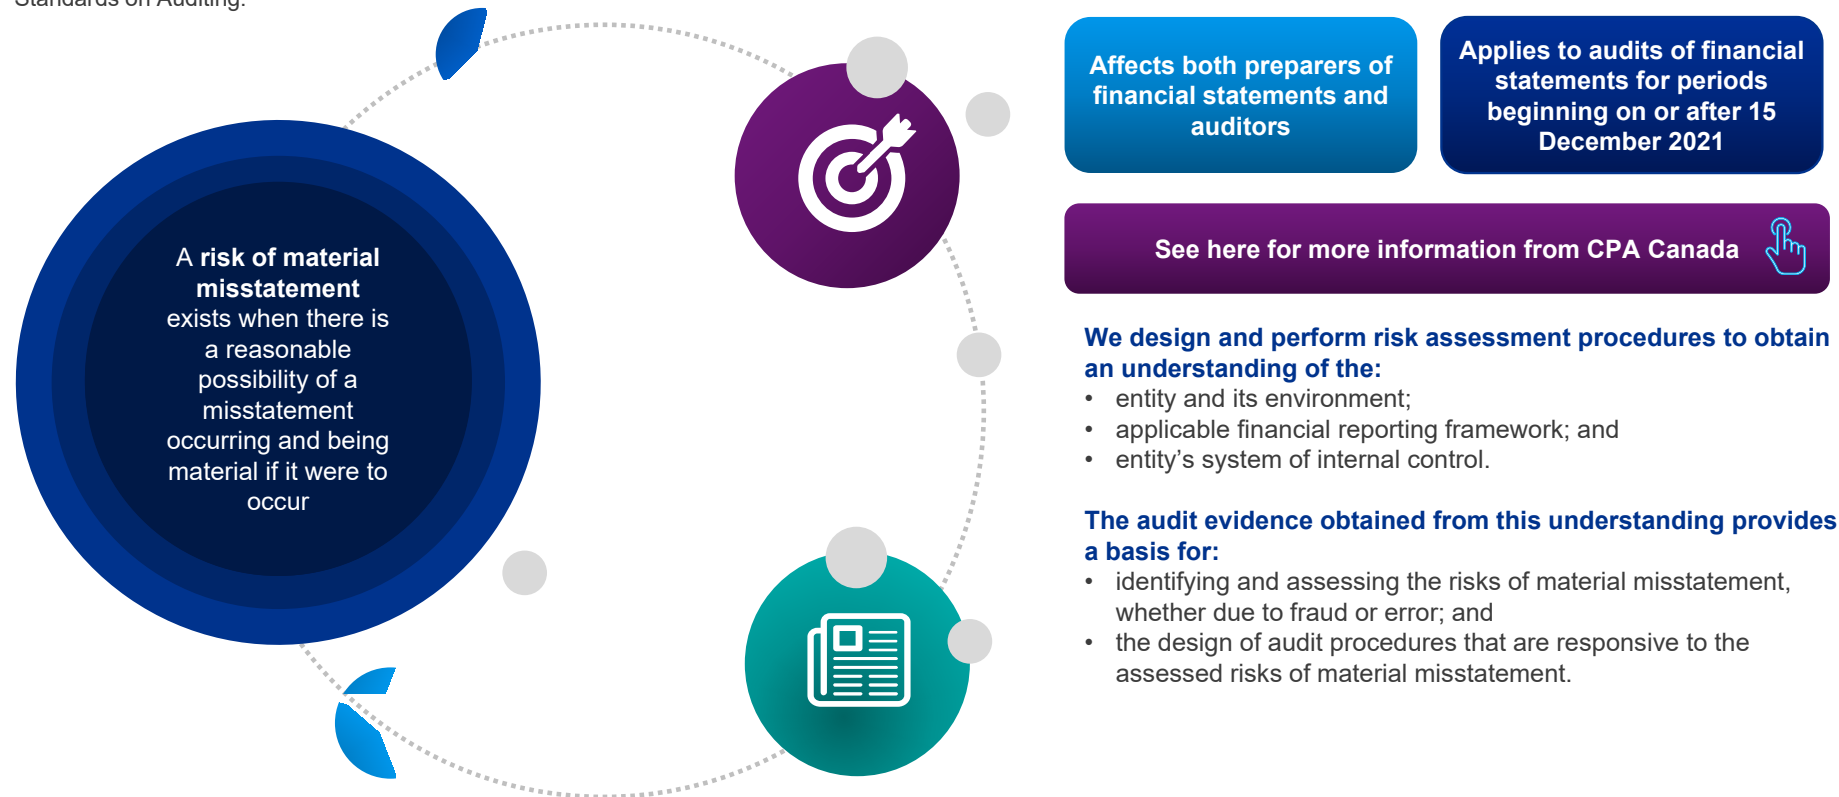 Standards on Auditing.
A risk of material
misstatement
exists when there is
a reasonable
possibility of a
misstatement
occurring and being
material if it were to
occur
Affects both preparers of
financial statements and
auditors
Applies to audits of financial
statements for periods
beginning on or after 15
December 2021
See here for more information from CPA Canada
We design and perform risk assessment procedures to obtain
an understanding of the:
• entity and its environment;
• applicable financial reporting framework; and
• entity’s system of internal control.
The audit evidence obtained from this understanding provides
a basis for:
• identifying and assessing the risks of material misstatement,
whether due to fraud or error; and
• the design of audit procedures that are responsive to the
assessed risks of material misstatement.